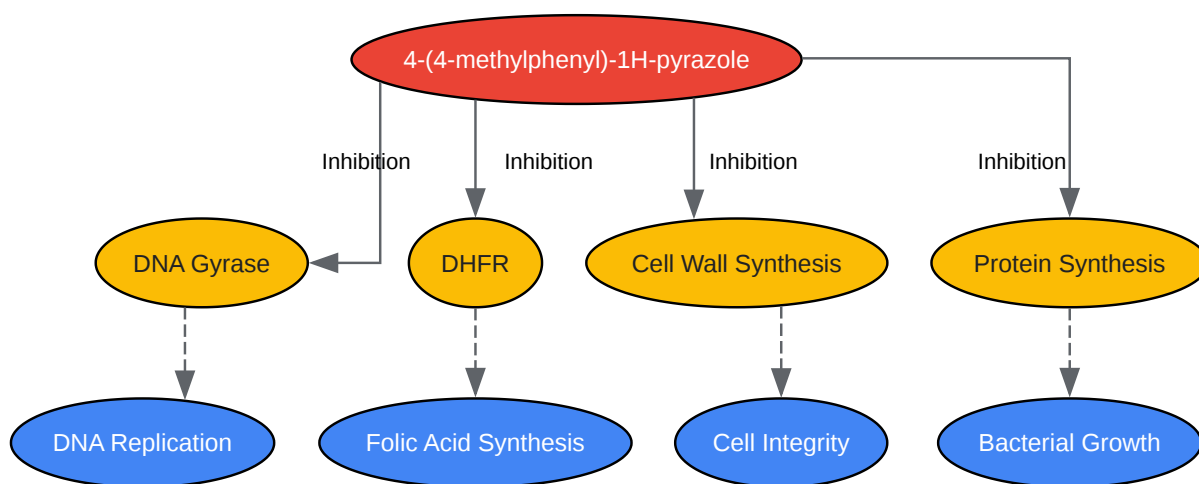 4-(4-methylphenyl)-1H-pyrazole
Inhibition
Inhibition
Inhibition
Inhibition
DNA Gyrase
DHFR
Cell Wall Synthesis
Protein Synthesis
DNA Replication
Folic Acid Synthesis
Cell Integrity
Bacterial Growth